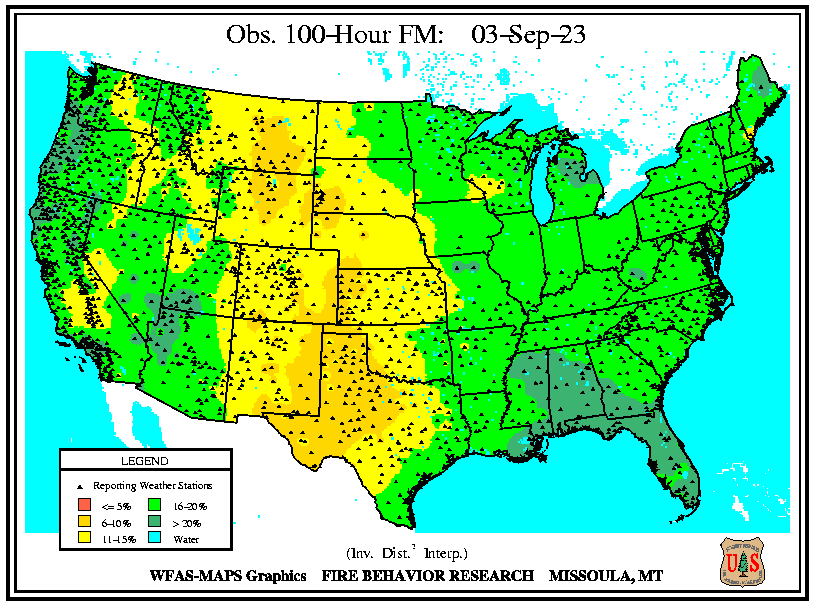 Obs. 100-Hour FM: 03-Sep-23
LEGEND
Reporting Weather Stations
<= 5% 16-20%
6-10% > 20%
11-15% Water
(Inv. Dist.² Interp.)
WFAS-MAPS Graphics FIRE BEHAVIOR RESEARCH MISSOULA, MT
U S